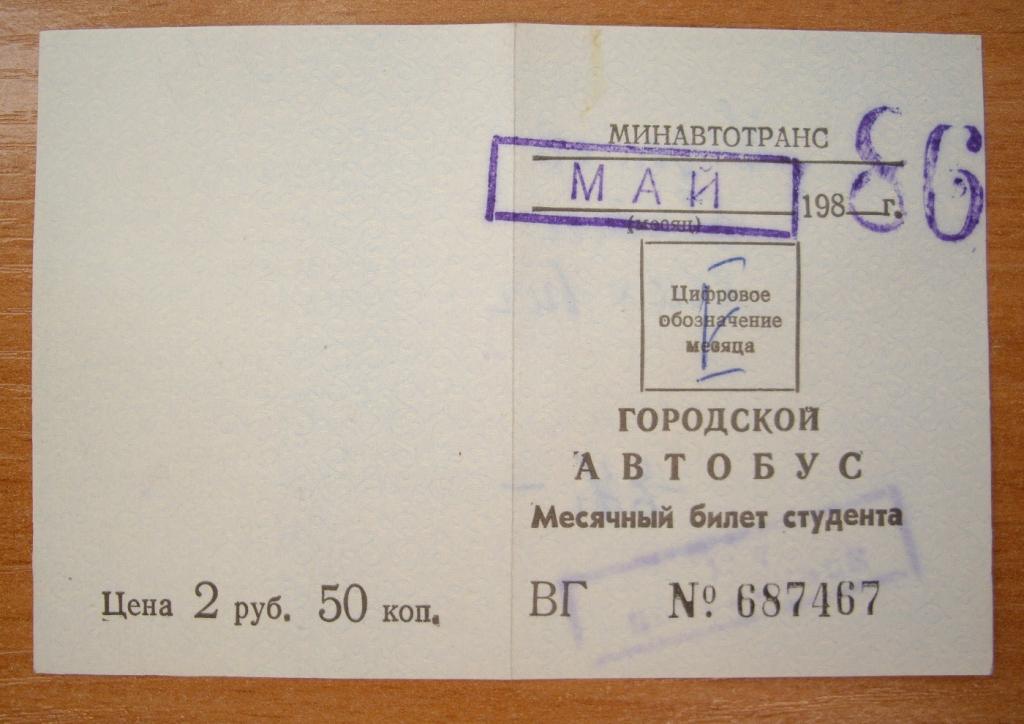 МИНАВТОТРАНС
МАЙ 198 г. 86
(месяц)
Цифровое
обозначение
месяца
V
ГОРОДСКОЙ
АВТОБУС
Месячный билет студента
ВГ № 687467
Цена 2 руб. 50 коп.